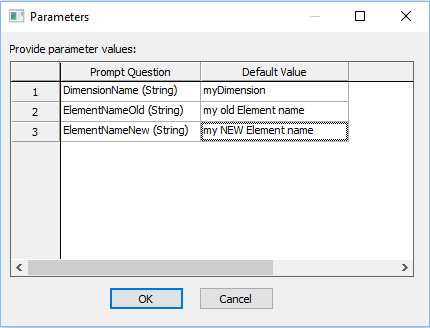 Parameters
Provide parameter values:
Prompt Question Default Value
1 DimensionName (String) myDimension
2 ElementNameOld (String) my old Element name
3 ElementNameNew (String) my NEW Element name
OK Cancel